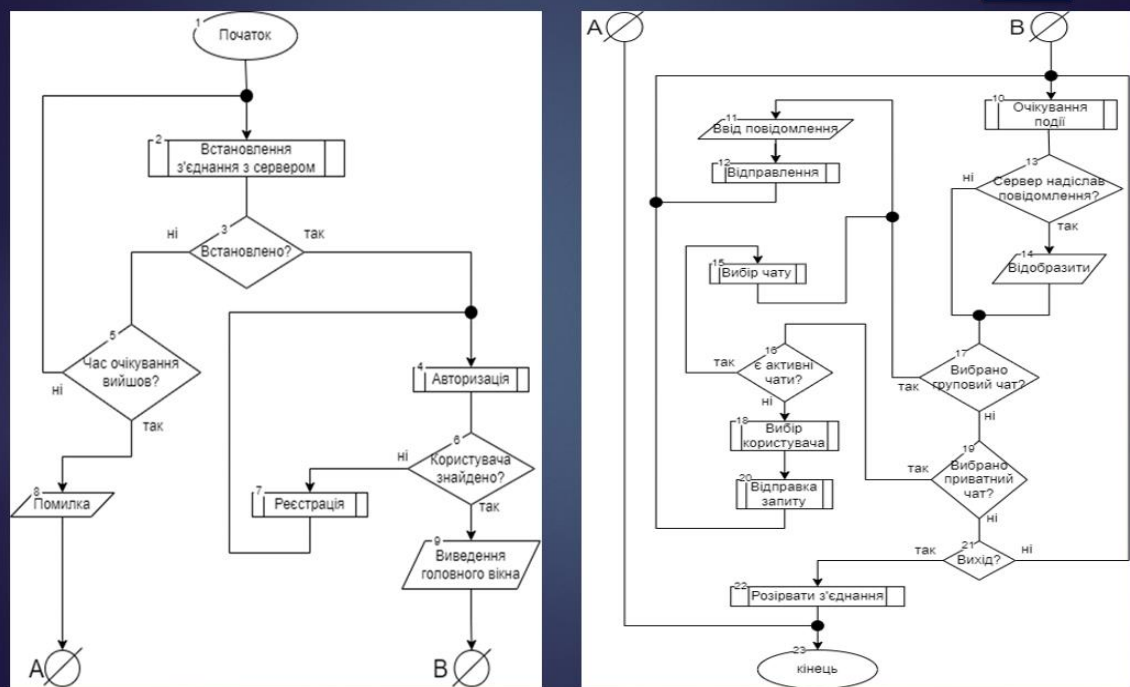 1
Початок
2
Встановлення
з'єднання з сервером
3
ні
так
Встановлено?
5
Час очікування
вийшов?
ні
так
4
Авторизація
6
ні
Користувача
знайдено?
так
7
Реєстрація
8
Помилка
9
Виведення
головного вікна
A
B
A
B
10
Очікування
події
11
Ввід повідомлення
12
Відправлення
13
ні
Сервер надіслав
повідомлення?
так
14
Відобразити
15
Вибір чату
16
так
є активні
чати?
ні
17
Вибрано
груповий чат?
так
ні
18
Вибір
користувача
19
так
Вибрано
приватний
чат?
ні
20
Відправка
запиту
21
так
Вихід?
ні
22
Розірвати з'єднання
23
кінець